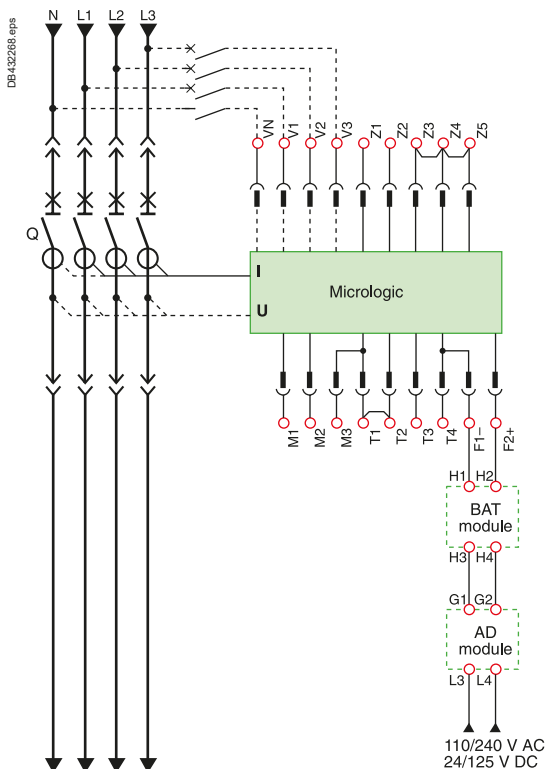 DB432268.eps
N L1 L2 L3
VN V1 V2 V3 Z1 Z2 Z3 Z4 Z5
Q
I
Micrologic
U
M1 M2 M3 T1 T2 T3 T4 F1– F2+
H1 H2
BAT
module
H3 H4
G1 G2
AD
module
L3 L4
110/240 V AC
24/125 V DC